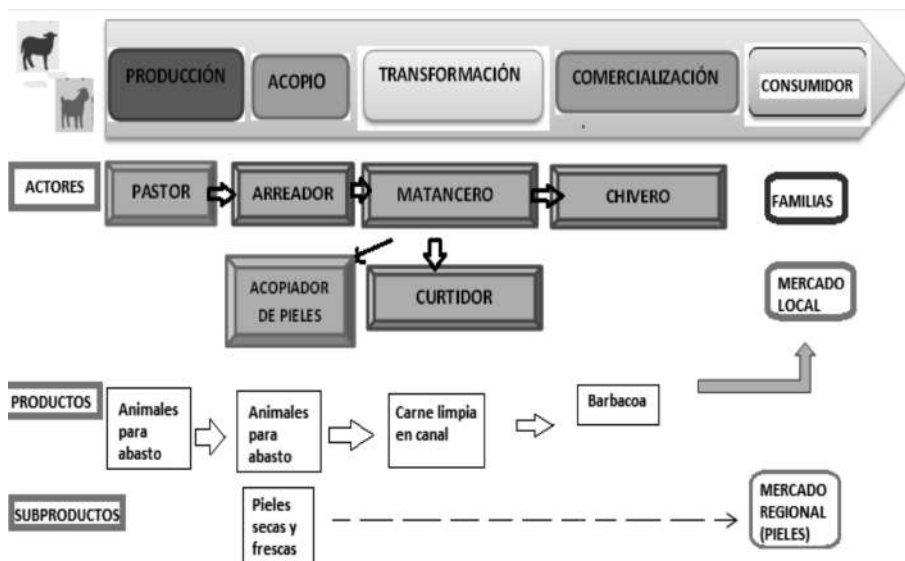 PRODUCCIÓN
ACOPIO
TRANSFORMACIÓN
COMERCIALIZACIÓN
CONSUMIDOR
ACTORES
PASTOR
ARREADOR
MATANCERO
CHIVERO
FAMILIAS
ACOPIADOR
DE PIELES
CURTIDOR
MERCADO
LOCAL
PRODUCTOS
Animales
para
abasto
Animales
para
abasto
Carne limpia
en canal
Barbacoa
SUBPRODUCTOS
Pieles
secas y
frescas
MERCADO
REGIONAL
(PIELES)